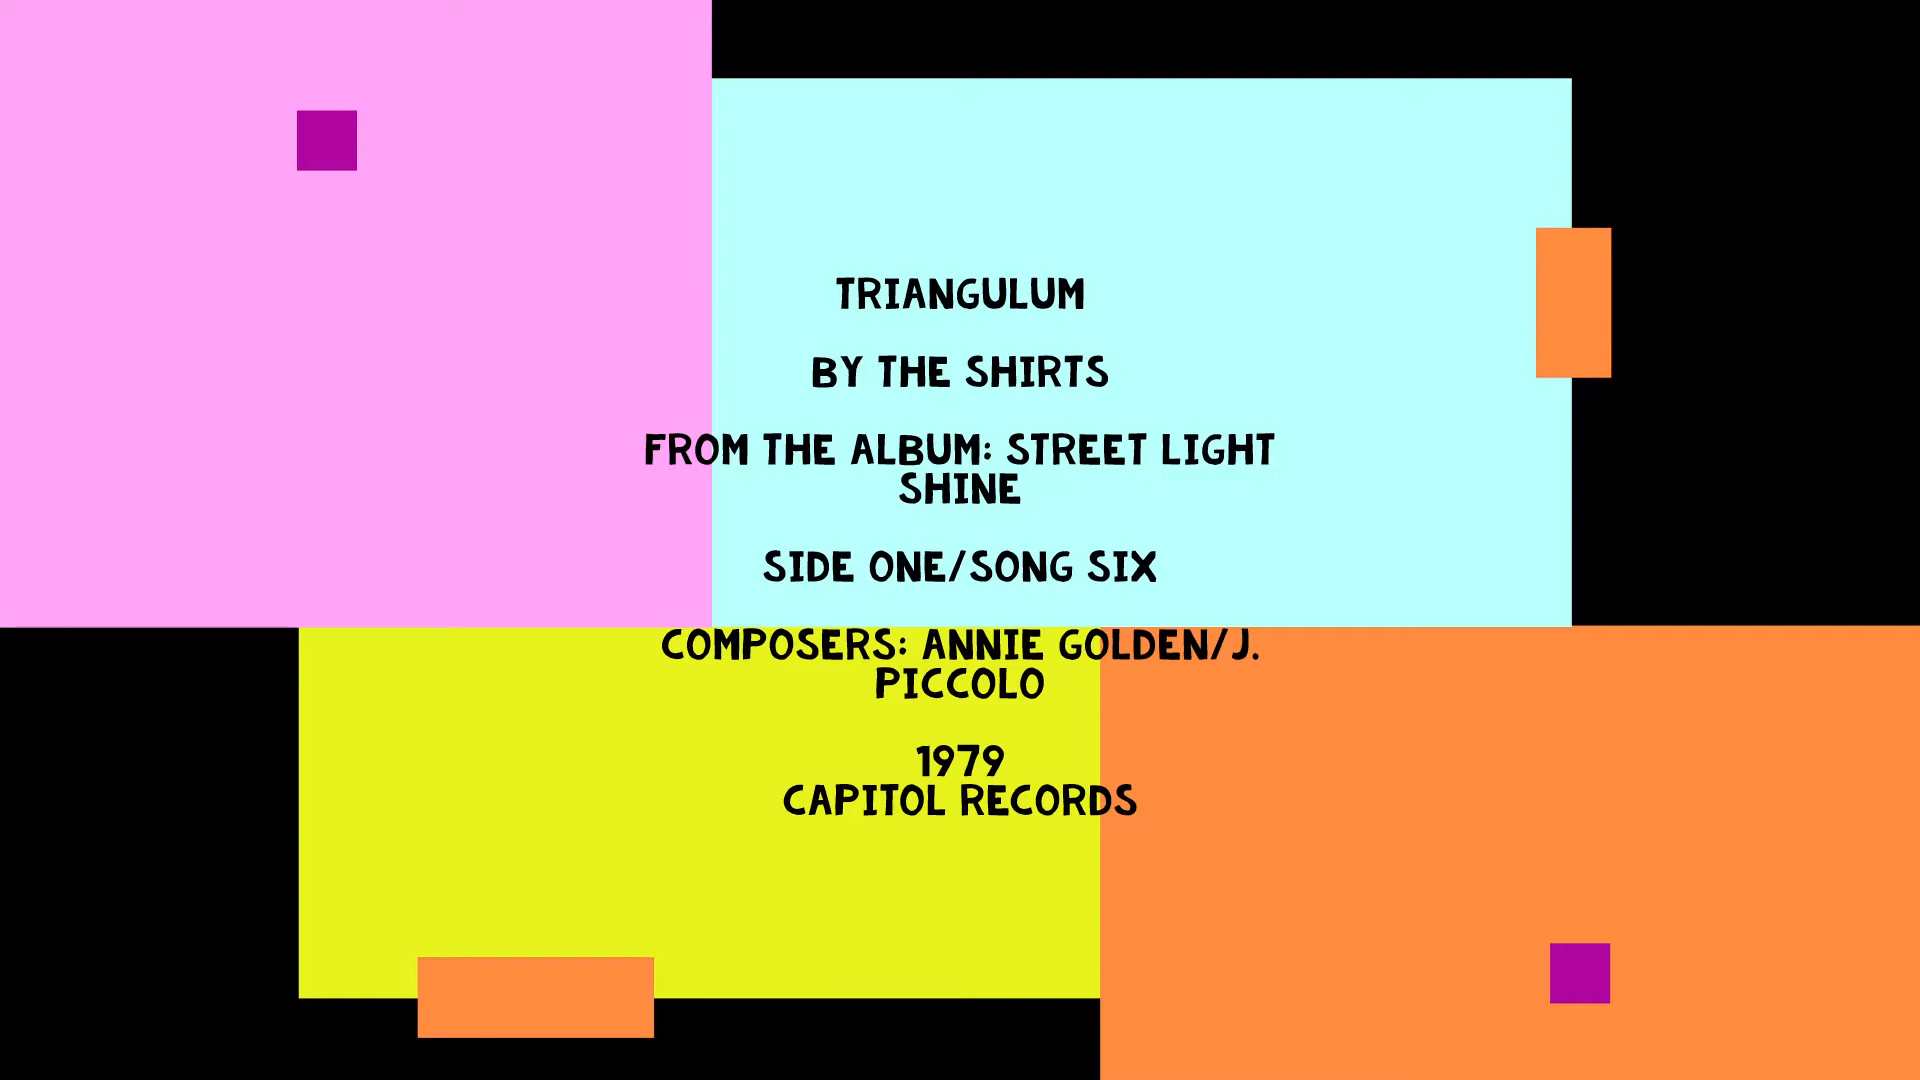 TRIANGULUM
BY THE SHIRTS
FROM THE ALBUM: STREET LIGHT
SHINE
SIDE ONE/SONG SIX
COMPOSERS: ANNIE GOLDEN/J.
PICCOLO
1979
CAPITOL RECORDS